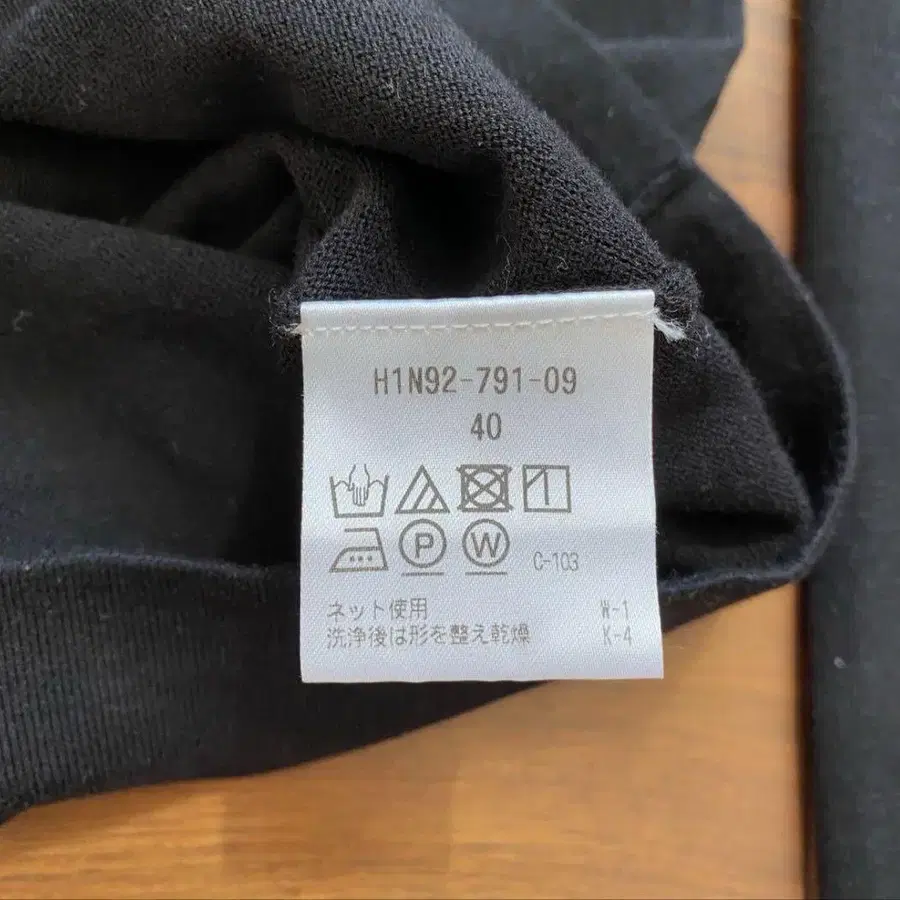 H1N92-791-09
40
P W C-103
ネット使用 W-1
洗浄後は形を整え乾燥 K-4